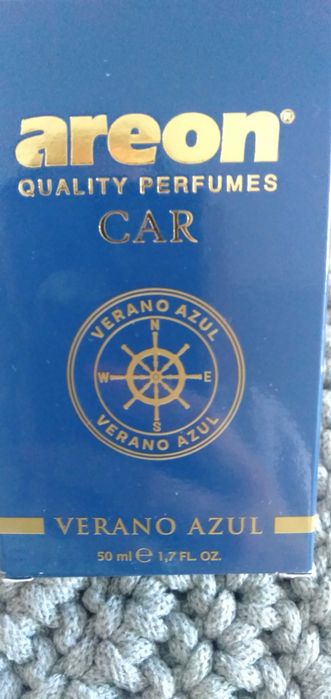 areon®
QUALITY PERFUMES
CAR
VERANO AZUL
N
W E
S
VERANO AZUL
VERANO AZUL
50 ml ℮ 1,7 FL. OZ.